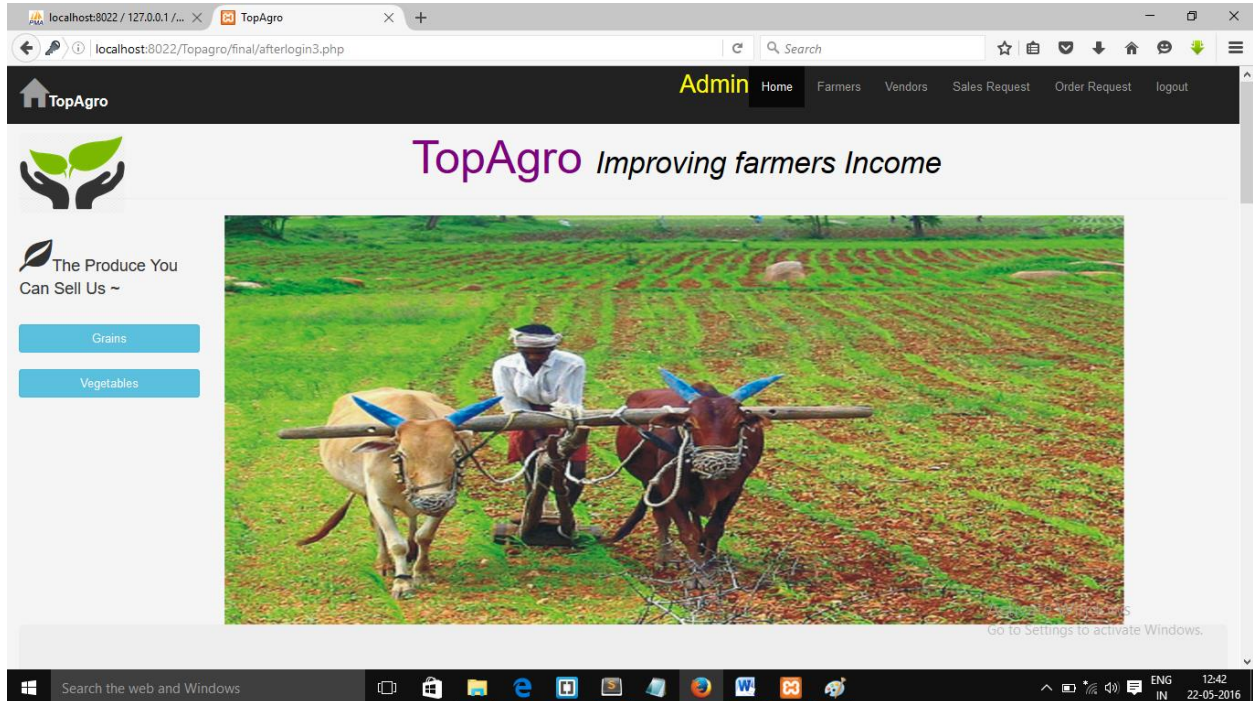 localhost:8022 / 127.0.0.1 /...
TopAgro
localhost:8022/Topagro/final/afterlogin3.php
Search
TopAgro
Admin
Home
Farmers
Vendors
Sales Request
Order Request
logout
TopAgro Improving farmers Income
The Produce You
Can Sell Us ~
Grains
Vegetables
Go to Settings to activate Windows.
Search the web and Windows
ENG
IN
12:42
22-05-2016